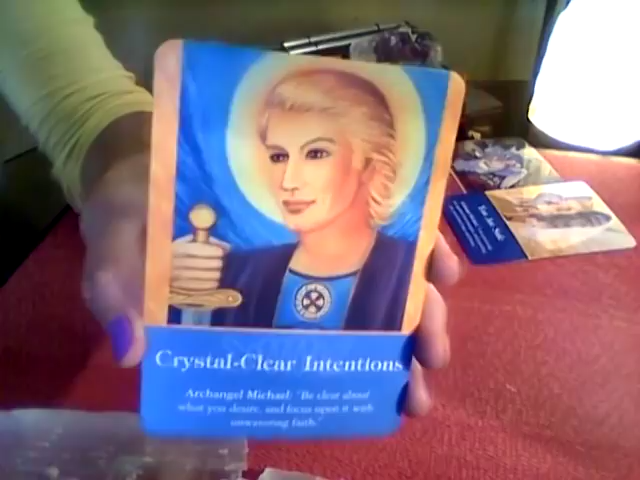 Crystal-Clear Intentions
Archangel Michael: "Be clear about
what you desire, and focus upon it with
unwavering faith."